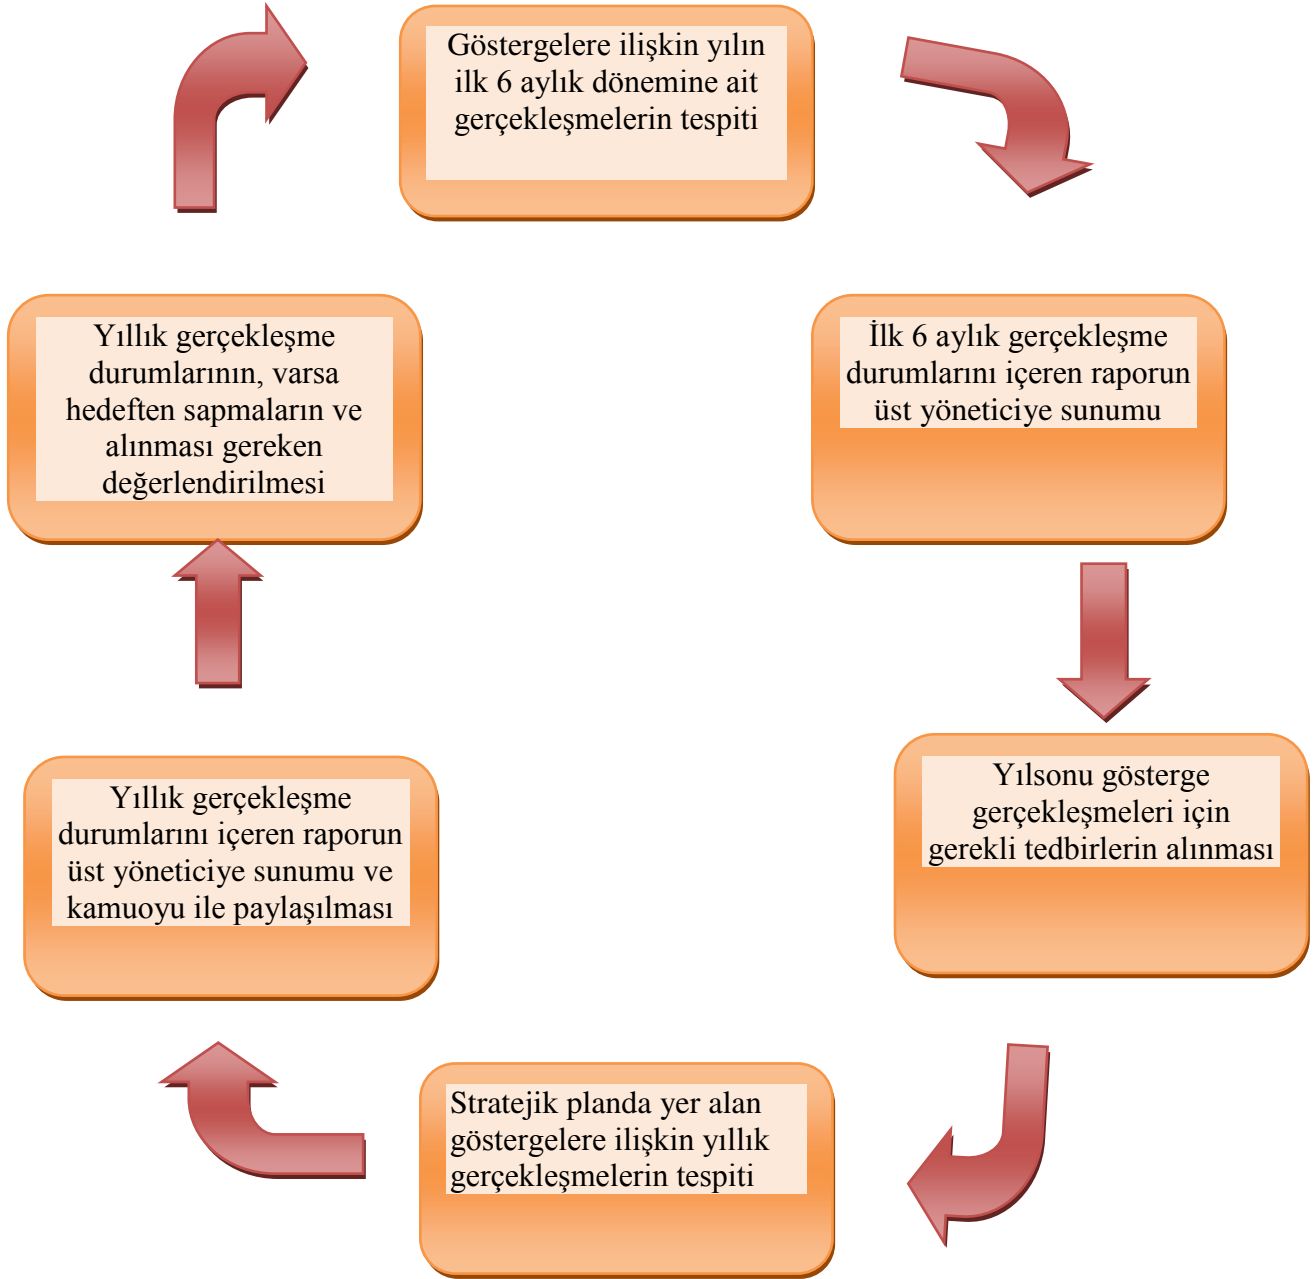 Göstergelere ilişkin yılın
ilk 6 aylık dönemine ait
gerçekleşmelerin tespiti
İlk 6 aylık gerçekleşme
durumlarını içeren raporun
üst yöneticiye sunumu
Yılsonu gösterge
gerçekleşmeleri için
gerekli tedbirlerin alınması
Stratejik planda yer alan
göstergelere ilişkin yıllık
gerçekleşmelerin tespiti
Yıllık gerçekleşme
durumlarını içeren raporun
üst yöneticiye sunumu ve
kamuoyu ile paylaşılması
Yıllık gerçekleşme
durumlarının, varsa
hedeften sapmaların ve
alınması gereken
değerlendirilmesi